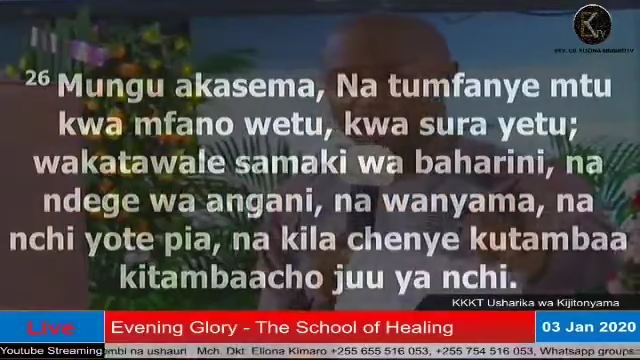 26 Mungu akasema, Na tumfanye mtu
kwa mfano wetu, kwa sura yetu;
wakatawale samaki wa baharini, na
ndege wa angani, na wanyama, na
nchi yote pia, na kila chenye kutambaa
kitambaacho juu ya nchi.
KKKT Usharika wa Kijitonyama
Live
Evening Glory - The School of Healing
03 Jan 2020
Youtube Streaming
ombi na ushauri Mch. Dkt Eliona Kimaro +255 655 516 053, +255 754 516 053, Whatsapp groups